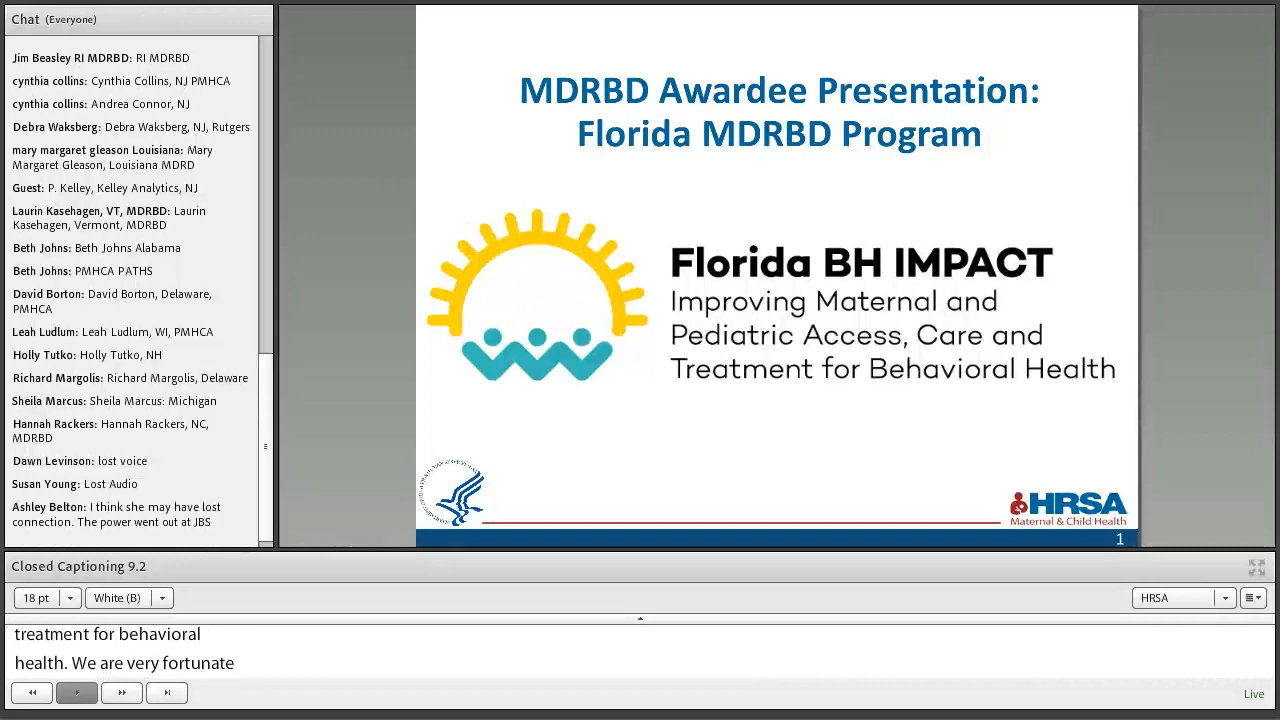 Chat (Everyone)
Jim Beasley RI MDRBD: RI MDRBD
cynthia collins: Cynthia Collins, NJ PMHCA
cynthia collins: Andrea Connor, NJ
Debra Waksberg: Debra Waksberg, NJ, Rutgers
mary margaret gleason Louisiana: Mary
Margaret Gleason, Louisiana MDRD
Guest: P. Kelley, Kelley Analytics, NJ
Laurin Kasehagen, VT, MDRBD: Laurin
Kasehagen, Vermont, MDRBD
Beth Johns: Beth Johns Alabama
Beth Johns: PMHCA PATHS
David Borton: David Borton, Delaware,
PMHCA
Leah Ludlum: Leah Ludlum, WI, PMHCA
Holly Tutko: Holly Tutko, NH
Richard Margolis: Richard Margolis, Delaware
Sheila Marcus: Sheila Marcus: Michigan
Hannah Rackers: Hannah Rackers, NC,
MDRBD
Dawn Levinson: lost voice
Susan Young: Lost Audio
Ashley Belton: I think she may have lost
connection. The power went out at JBS
MDRBD Awardee Presentation:
Florida MDRBD Program
Florida BH IMPACT
Improving Maternal and
Pediatric Access, Care and
Treatment for Behavioral Health
HRSA
Maternal & Child Health
1
Closed Captioning 9.2
18 pt
White (B)
HRSA
treatment for behavioral
health. We are very fortunate
Live